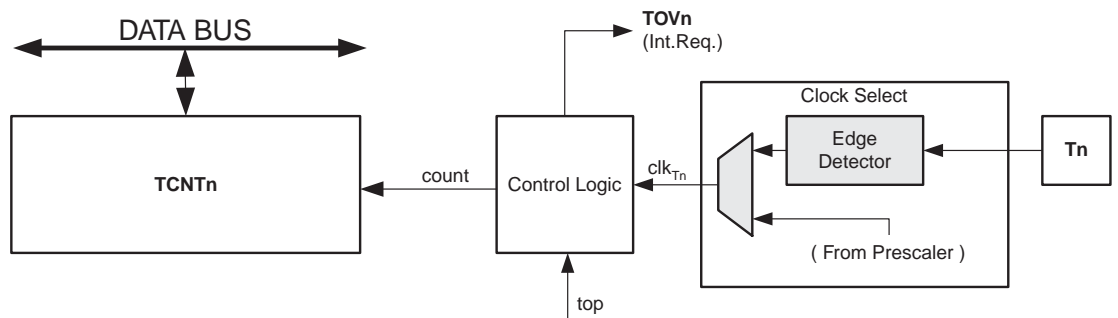 DATA BUS
TOVn
(Int.Req.)
Clock Select
TCNTn
count
Control Logic
clkTn
Edge
Detector
Tn
( From Prescaler )
top